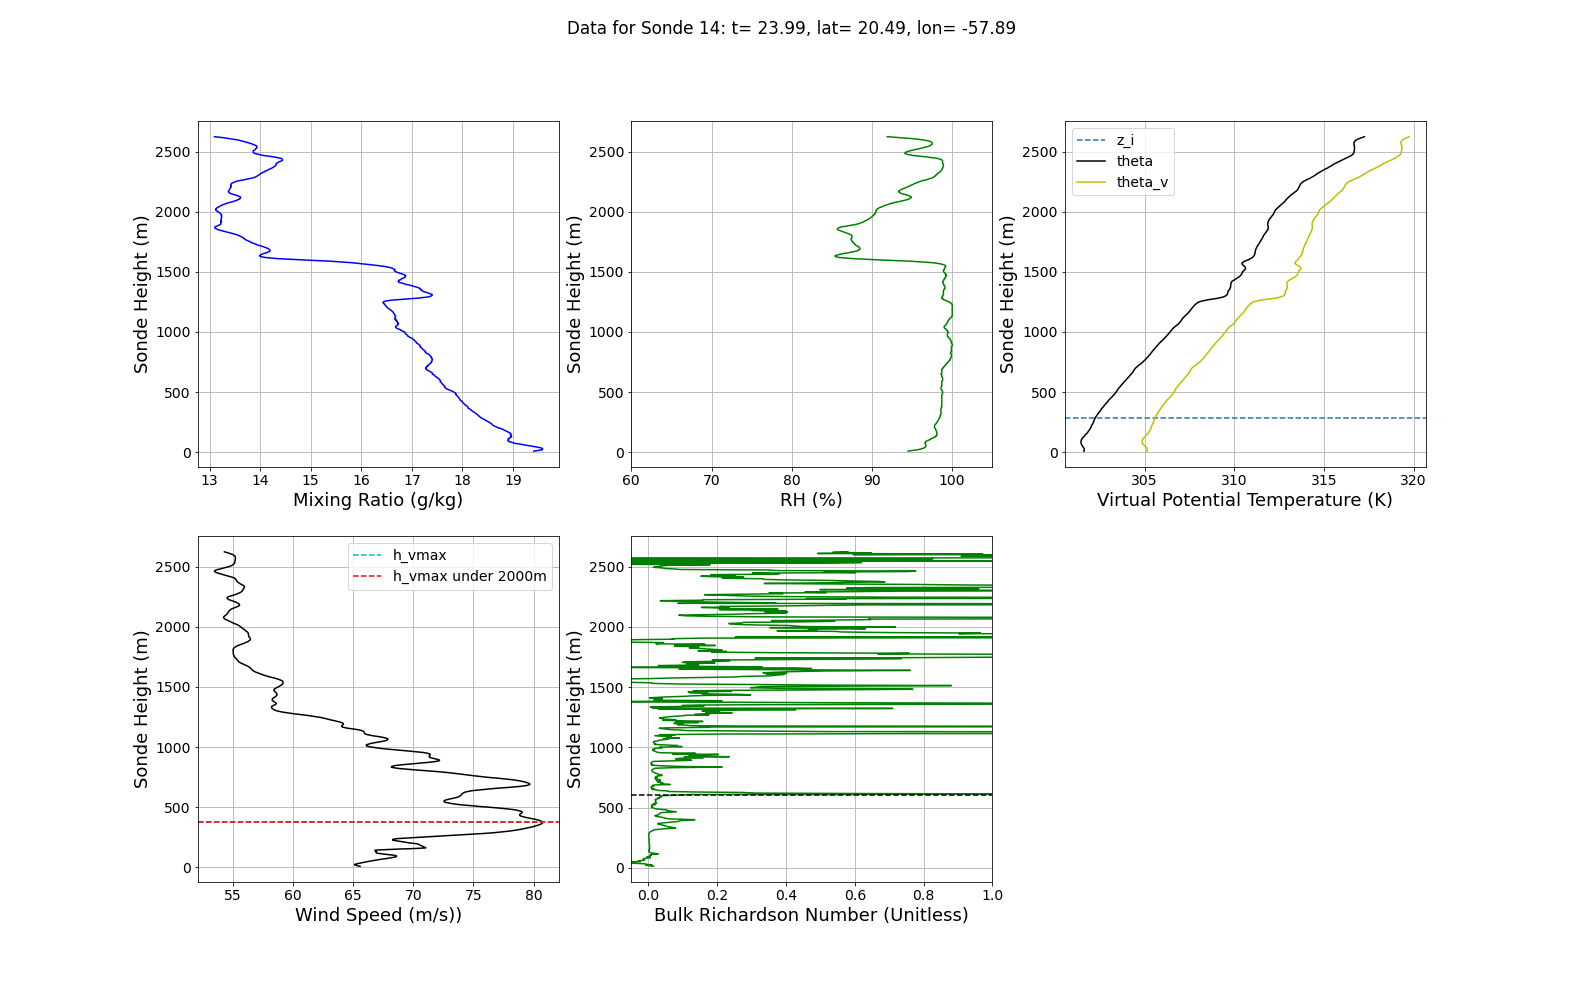 Data for Sonde 14: t= 23.99, lat= 20.49, lon= -57.89
Sonde Height (m)
2500
2000
1500
1000
500
0
13 14 15 16 17 18 19
Mixing Ratio (g/kg)
Sonde Height (m)
2500
2000
1500
1000
500
0
60 70 80 90 100
RH (%)
Sonde Height (m)
2500
2000
1500
1000
500
0
z_i
theta
theta_v
305 310 315 320
Virtual Potential Temperature (K)
Sonde Height (m)
2500
2000
1500
1000
500
0
h_vmax
h_vmax under 2000m
55 60 65 70 75 80
Wind Speed (m/s))
Sonde Height (m)
2500
2000
1500
1000
500
0
0.0 0.2 0.4 0.6 0.8 1.0
Bulk Richardson Number (Unitless)